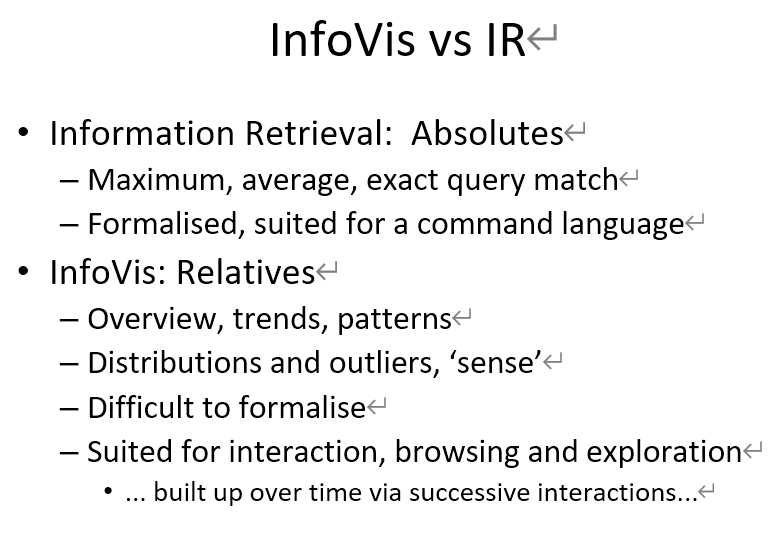 InfoVis vs IR↵
• Information Retrieval:  Absolutes↵
– Maximum, average, exact query match↵
– Formalised, suited for a command language↵
• InfoVis: Relatives↵
– Overview, trends, patterns↵
– Distributions and outliers, ‘sense’↵
– Difficult to formalise↵
– Suited for interaction, browsing and exploration↵
• ... built up over time via successive interactions...↵